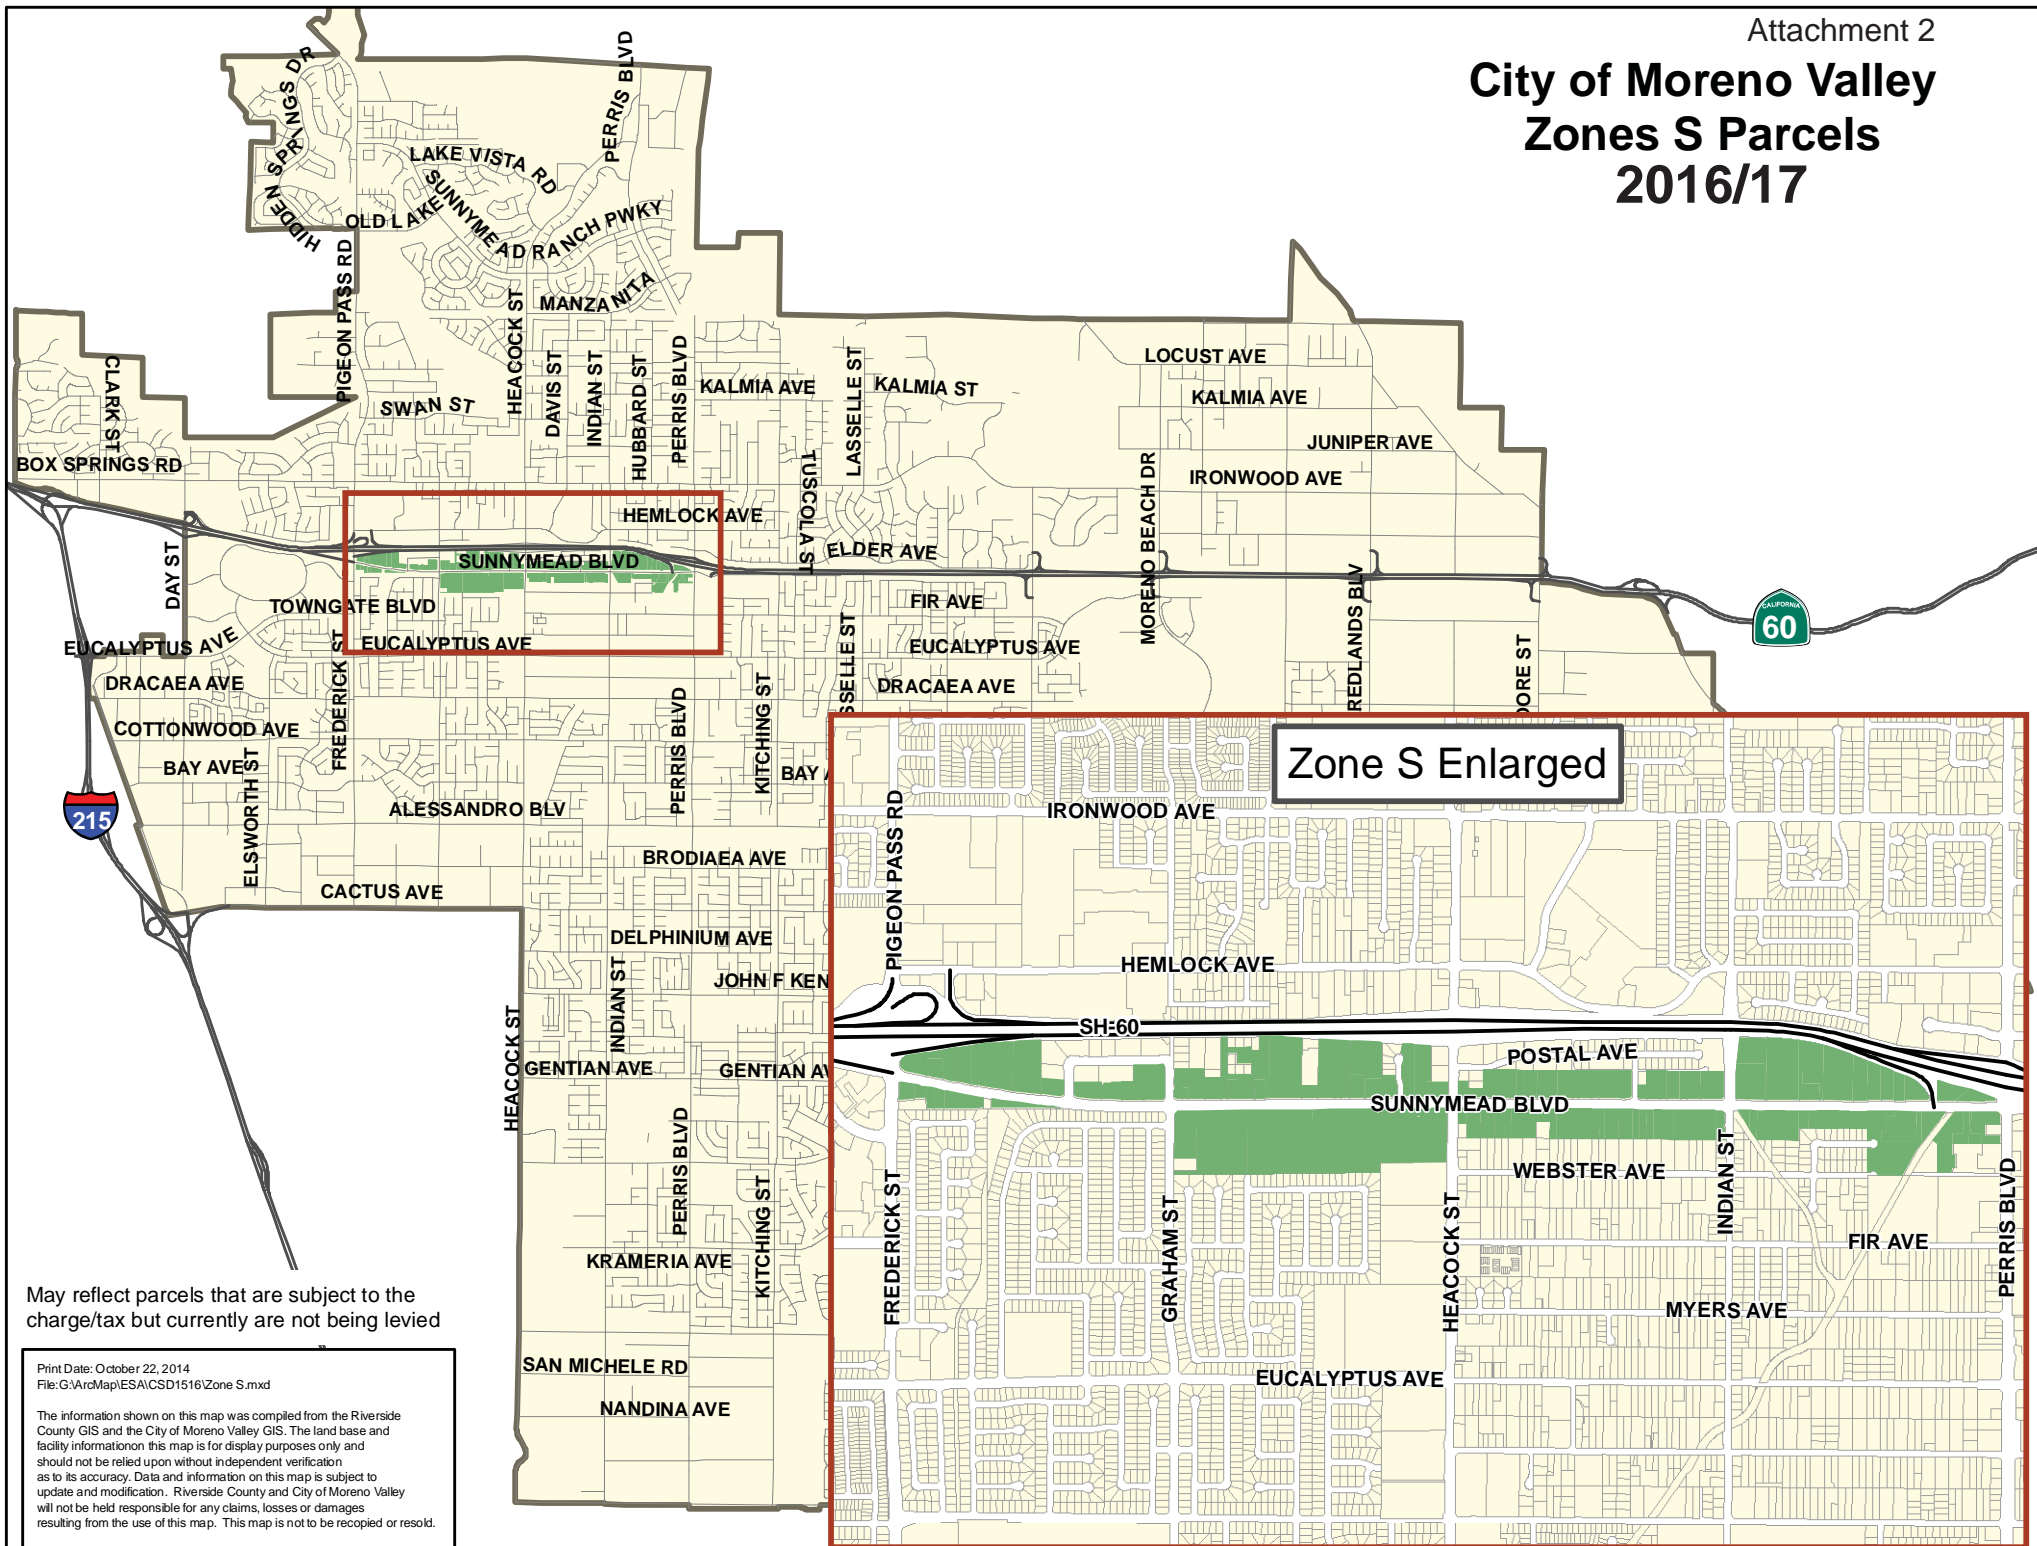 Attachment 2
City of Moreno Valley
Zones S Parcels
2016/17
HIDDEN SPRINGS DR
PERRIS BLVD
LAKE VISTA RD
SUNNYMEAD RANCH PWKY
OLD LAKE
PIGEON PASS RD
MANZANITA
HEACOCK ST
CLARK ST
DAVIS ST
INDIAN ST
HUBBARD ST
PERRIS BLVD
LASSELLE ST
LOCUST AVE
KALMIA AVE
KALMIA ST
KALMIA AVE
SWAN ST
JUNIPER AVE
BOX SPRINGS RD
TUSCOLA ST
MORENO BEACH DR
IRONWOOD AVE
HEMLOCK AVE
ELDER AVE
DAY ST
SUNNYMEAD BLVD
REDLANDS BLV
CALIFORNIA
60
TOWNGATE BLVD
FIR AVE
EUCALYPTUS AVE
FREDERICK ST
EUCALYPTUS AVE
SSELLE ST
EUCALYPTUS AVE
OORE ST
DRACAEA AVE
PERRIS BLVD
KITCHING ST
DRACAEA AVE
COTTONWOOD AVE
BAY AVE
ELSWORTH ST
BAY A
215
ALESSANDRO BLV
BRODIAEA AVE
CACTUS AVE
DELPHINIUM AVE
INDIAN ST
JOHN F KEN
HEACOCK ST
GENTIAN AVE
GENTIAN AV
PERRIS BLVD
KITCHING ST
KRAMERIA AVE
SAN MICHELE RD
NANDINA AVE
Zone S Enlarged
PIGEON PASS RD
IRONWOOD AVE
HEMLOCK AVE
SH-60
POSTAL AVE
SUNNYMEAD BLVD
FREDERICK ST
GRAHAM ST
HEACOCK ST
WEBSTER AVE
INDIAN ST
PERRIS BLVD
FIR AVE
MYERS AVE
EUCALYPTUS AVE
May reflect parcels that are subject to the
charge/tax but currently are not being levied
Print Date: October 22, 2014
File:G:\ArcMap\ESA\CSD1516\Zone S.mxd
The information shown on this map was compiled from the Riverside
County GIS and the City of Moreno Valley GIS. The land base and
facility informationon this map is for display purposes only and
should not be relied upon without independent verification
as to its accuracy. Data and information on this map is subject to
update and modification. Riverside County and City of Moreno Valley
will not be held responsible for any claims, losses or damages
resulting from the use of this map. This map is not to be recopied or resold.